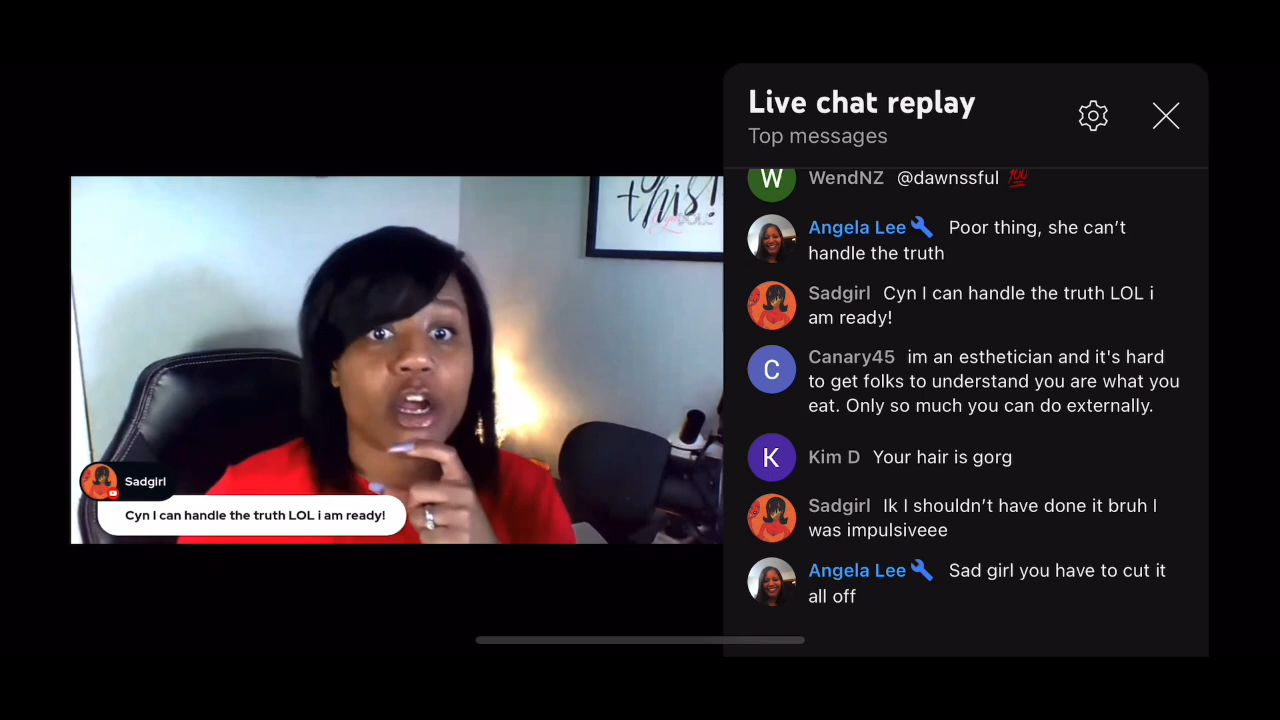 this!
Sadgirl
Cyn I can handle the truth LOL i am ready!
Live chat replay
Top messages
W WendNZ @dawnssful 💯
Angela Lee Poor thing, she can’t
handle the truth
Sadgirl Cyn I can handle the truth LOL i
am ready!
C Canary45 im an esthetician and it's hard
to get folks to understand you are what you
eat. Only so much you can do externally.
K Kim D Your hair is gorg
Sadgirl Ik I shouldn’t have done it bruh I
was impulsiveee
Angela Lee Sad girl you have to cut it
all off